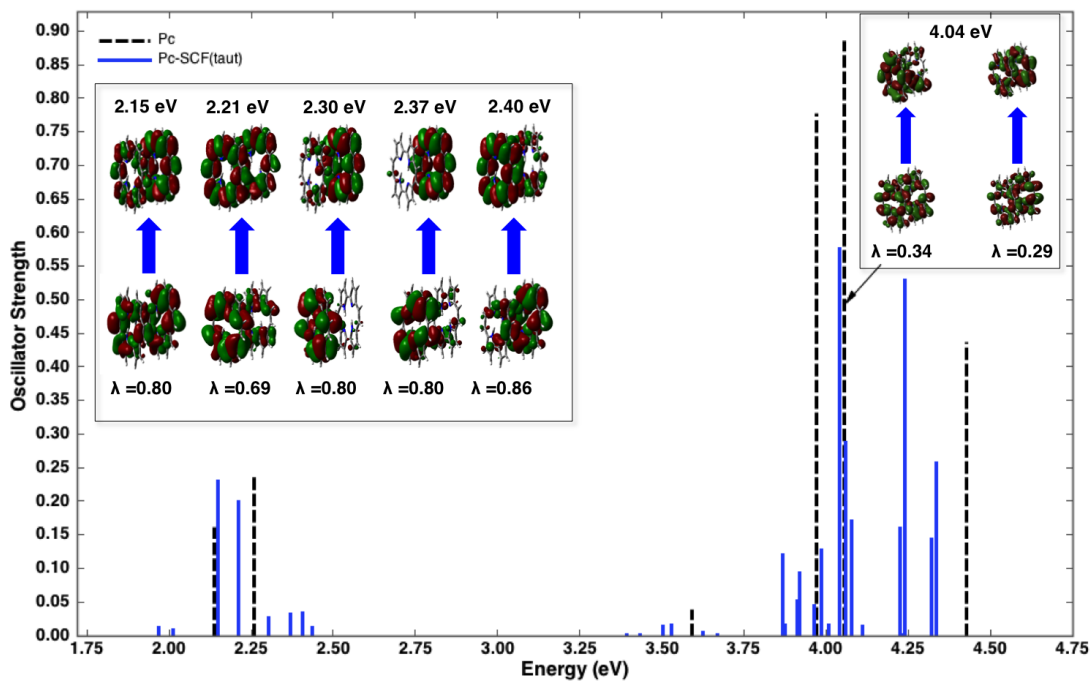 0.90
0.85
0.80
0.75
0.70
0.65
0.60
0.55
0.50
0.45
0.40
0.35
0.30
0.25
0.20
0.15
0.10
0.05
0.00
Oscillator Strength
Pc
Pc-SCF(taut)
2.15 eV 2.21 eV 2.30 eV 2.37 eV 2.40 eV
λ =0.80 λ =0.69 λ =0.80 λ =0.80 λ =0.86
4.04 eV
λ =0.34 λ =0.29
1.75 2.00 2.25 2.50 2.75 3.00 3.25 3.50 3.75 4.00 4.25 4.50 4.75
Energy (eV)